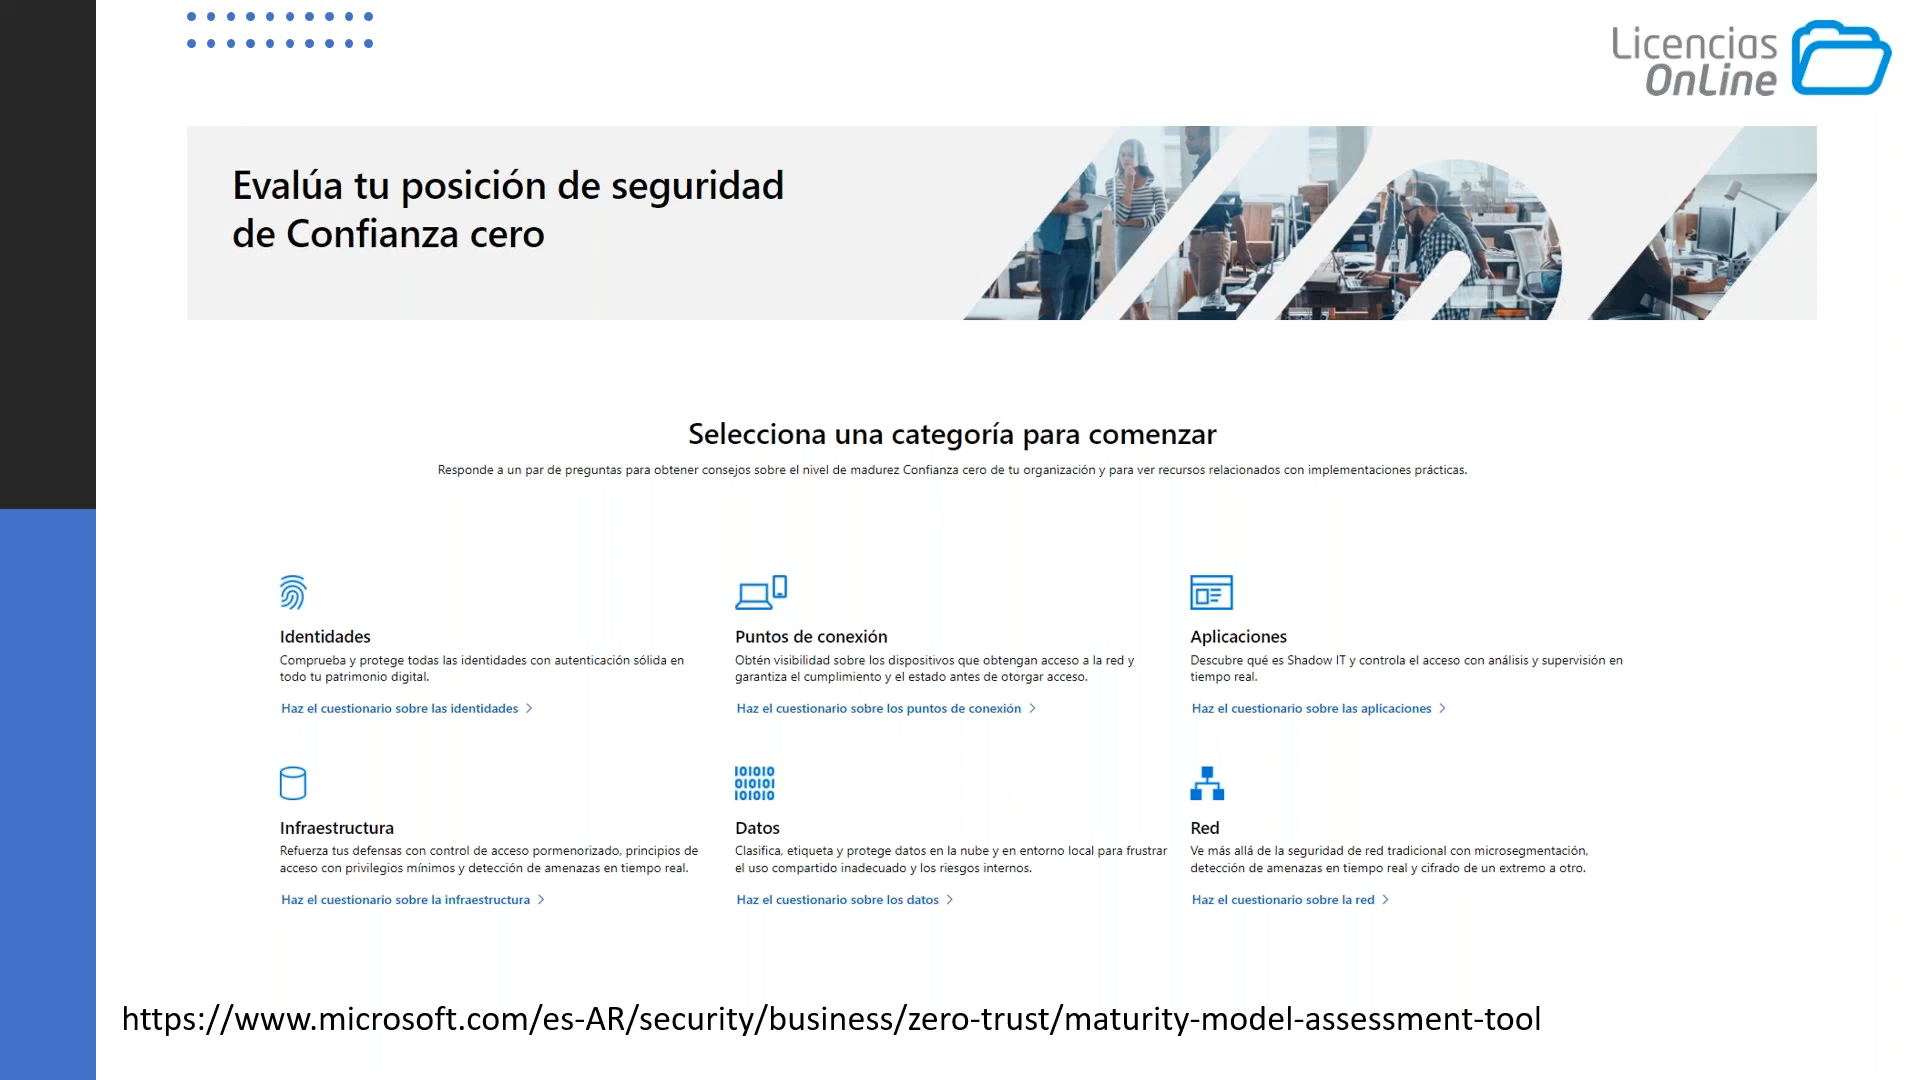 Licencias
OnLine
Evalúa tu posición de seguridad
de Confianza cero
Selecciona una categoría para comenzar
Responde a un par de preguntas para obtener consejos sobre el nivel de madurez Confianza cero de tu organización y para ver recursos relacionados con implementaciones prácticas.
Identidades
Comprueba y protege todas las identidades con autenticación sólida en
todo tu patrimonio digital.
Haz el cuestionario sobre las identidades >
Puntos de conexión
Obtén visibilidad sobre los dispositivos que obtengan acceso a la red y
garantiza el cumplimiento y el estado antes de otorgar acceso.
Haz el cuestionario sobre los puntos de conexión >
Aplicaciones
Descubre qué es Shadow IT y controla el acceso con análisis y supervisión en
tiempo real.
Haz el cuestionario sobre las aplicaciones >
Infraestructura
Refuerza tus defensas con control de acceso pormenorizado, principios de
acceso con privilegios mínimos y detección de amenazas en tiempo real.
Haz el cuestionario sobre la infraestructura >
101010
010101
101010
Datos
Clasifica, etiqueta y protege datos en la nube y en entorno local para frustrar
el uso compartido inadecuado y los riesgos internos.
Haz el cuestionario sobre los datos >
Red
Ve más allá de la seguridad de red tradicional con microsegmentación,
detección de amenazas en tiempo real y cifrado de un extremo a otro.
Haz el cuestionario sobre la red >
https://www.microsoft.com/es-AR/security/business/zero-trust/maturity-model-assessment-tool